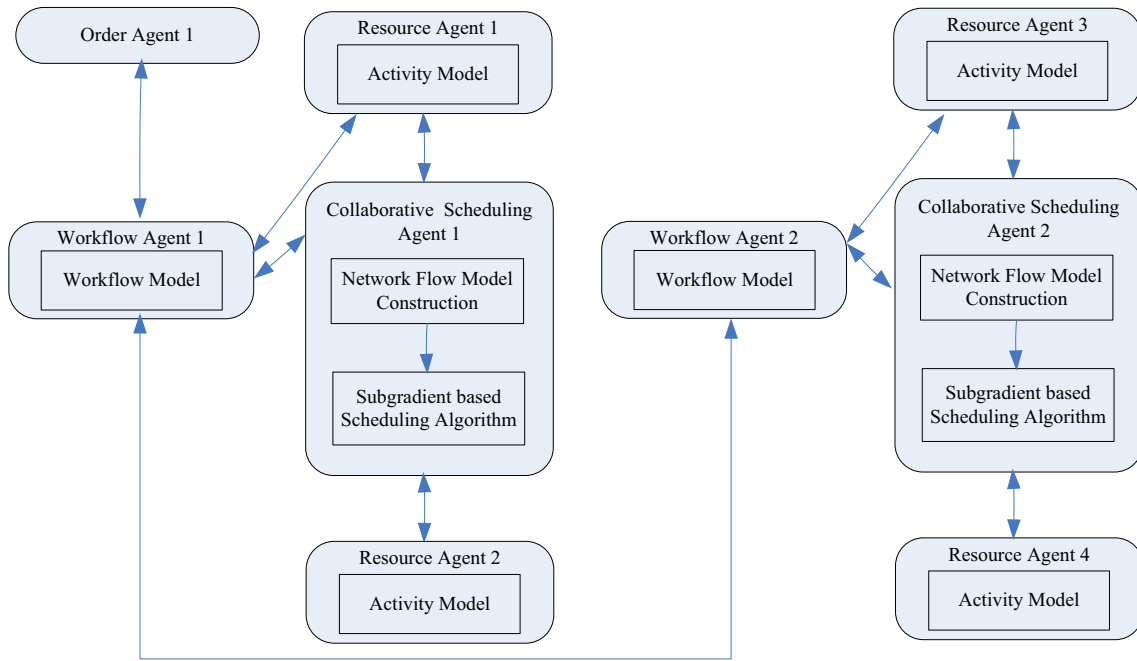 Order Agent 1
Resource Agent 1
Activity Model
Workflow Agent 1
Workflow Model
Collaborative Scheduling
Agent 1
Network Flow Model
Construction
Subgradient based
Scheduling Algorithm
Resource Agent 2
Activity Model
Resource Agent 3
Activity Model
Workflow Agent 2
Workflow Model
Collaborative Scheduling
Agent 2
Network Flow Model
Construction
Subgradient based
Scheduling Algorithm
Resource Agent 4
Activity Model